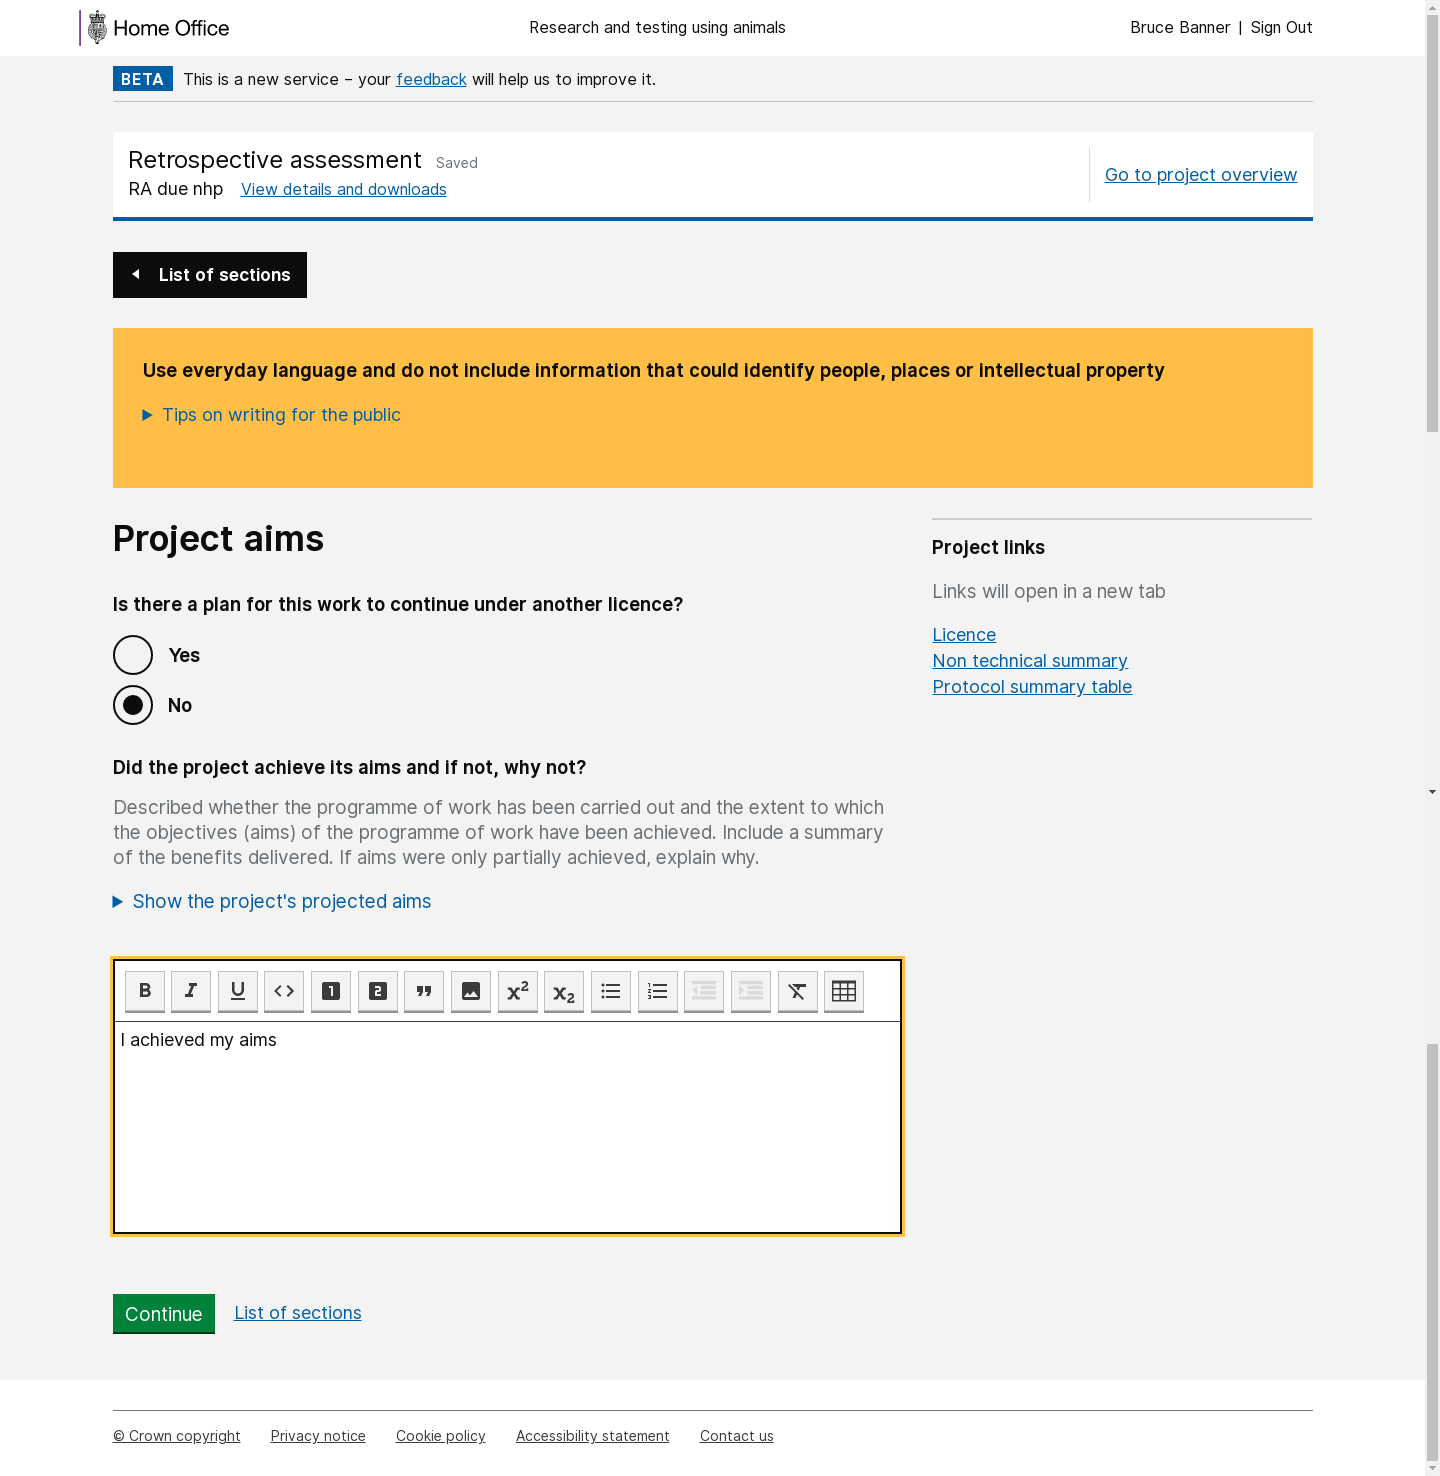 Home Office
Research and testing using animals
Bruce Banner | Sign Out
BETA This is a new service – your feedback will help us to improve it.
Retrospective assessment Saved
RA due nhp View details and downloads
Go to project overview
List of sections
Use everyday language and do not include information that could identify people, places or intellectual property
Tips on writing for the public
Project aims
Is there a plan for this work to continue under another licence?
Yes
No
Did the project achieve its aims and if not, why not?
Described whether the programme of work has been carried out and the extent to which
the objectives (aims) of the programme of work have been achieved. Include a summary
of the benefits delivered. If aims were only partially achieved, explain why.
Show the project's projected aims
B I U <> 1 2 " x² x₂
I achieved my aims
Continue List of sections
Project links
Links will open in a new tab
Licence
Non technical summary
Protocol summary table
© Crown copyright Privacy notice Cookie policy Accessibility statement Contact us